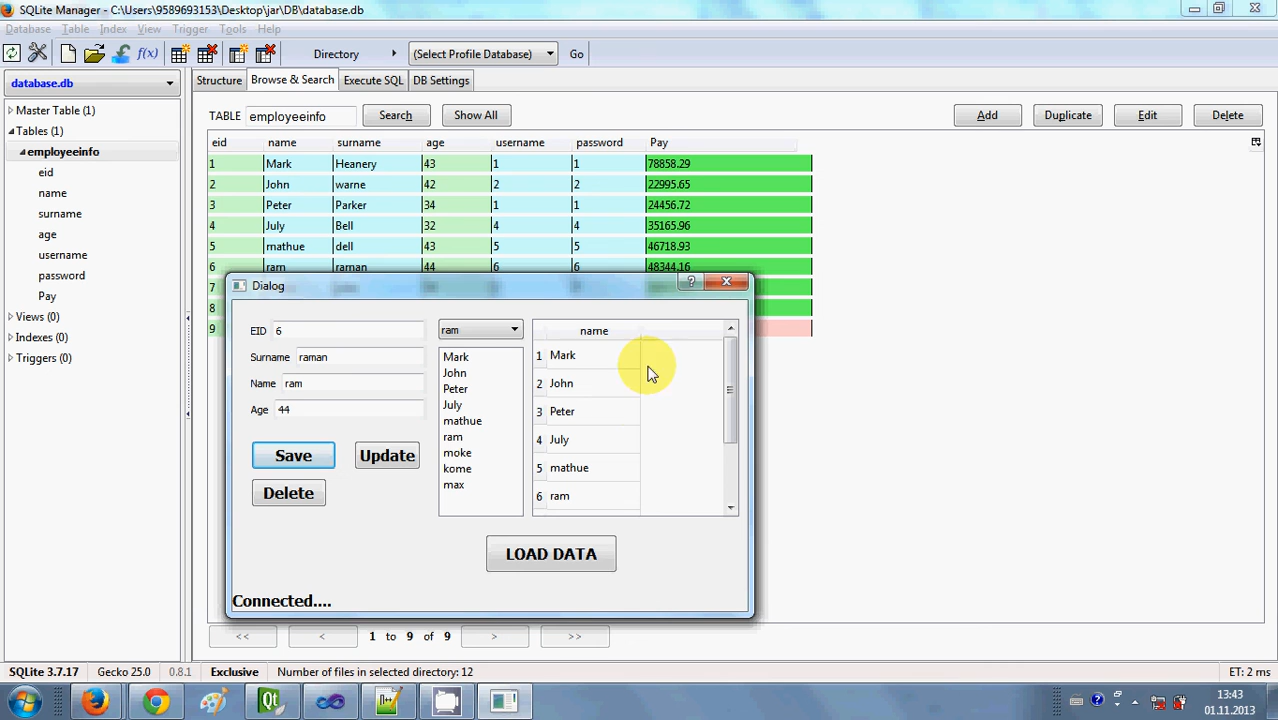 SQLite Manager - C:\Users\9589693153\Desktop\jar\DB\database.db
Database Table Index View Trigger Tools Help
f(x) Directory (Select Profile Database) Go
database.db
Structure Browse & Search Execute SQL DB Settings
Master Table (1)
Tables (1)
employeeinfo
eid
name
surname
age
username
password
Pay
Views (0)
Indexes (0)
Triggers (0)
TABLE employeeinfo Search Show All Add Duplicate Edit Delete
eid name surname age username password Pay
1 Mark Heanery 43 1 1 78858.29
2 John warne 42 2 2 22995.65
3 Peter Parker 34 1 1 24456.72
4 July Bell 32 4 4 35165.96
5 mathue dell 43 5 5 46718.93
6 ram raman 44 6 6 48344.16
7
8
9
Dialog
EID 6
Surname raman
Name ram
Age 44
Save Update
Delete
ram
Mark
John
Peter
July
mathue
ram
moke
kome
max
name
1 Mark
2 John
3 Peter
4 July
5 mathue
6 ram
LOAD DATA
Connected....
<< < 1 to 9 of 9 > >>
SQLite 3.7.17 Gecko 25.0 0.8.1 Exclusive Number of files in selected directory: 12 ET: 2 ms
13:43
01.11.2013